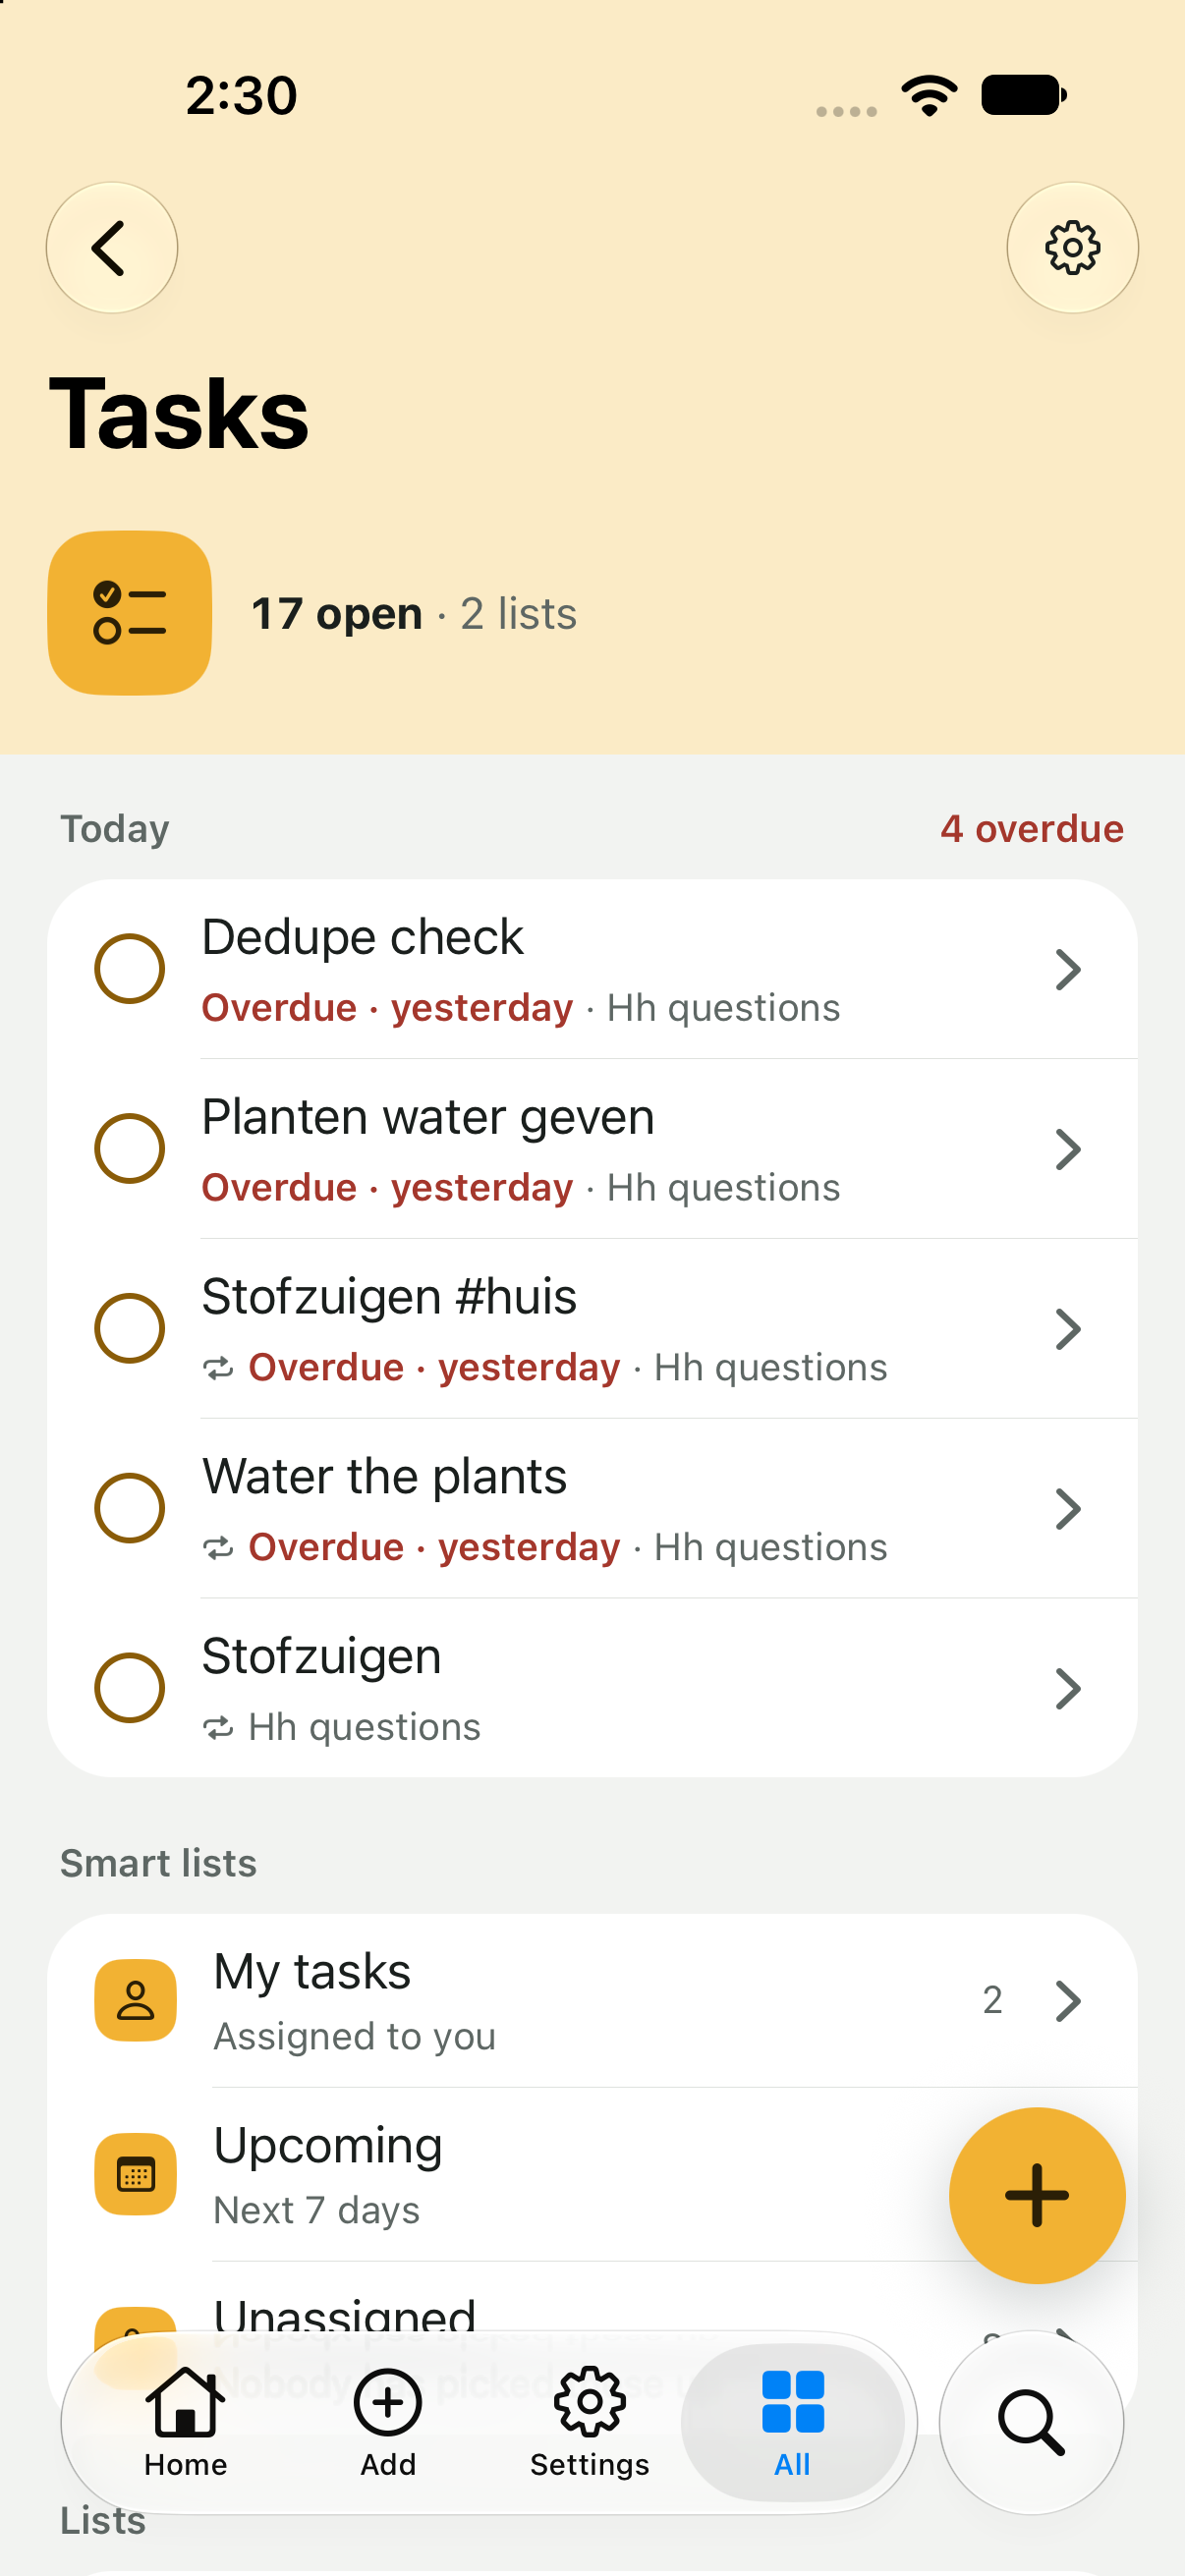 2:30
Tasks
17 open · 2 lists
Today
4 overdue
Dedupe check
Overdue · yesterday · Hh questions
Planten water geven
Overdue · yesterday · Hh questions
Stofzuigen #huis
Overdue · yesterday · Hh questions
Water the plants
Overdue · yesterday · Hh questions
Stofzuigen
Hh questions
Smart lists
My tasks
2
Assigned to you
Upcoming
Next 7 days
Unassigned
Nobody has picked
Home
Add
Settings
All
Lists